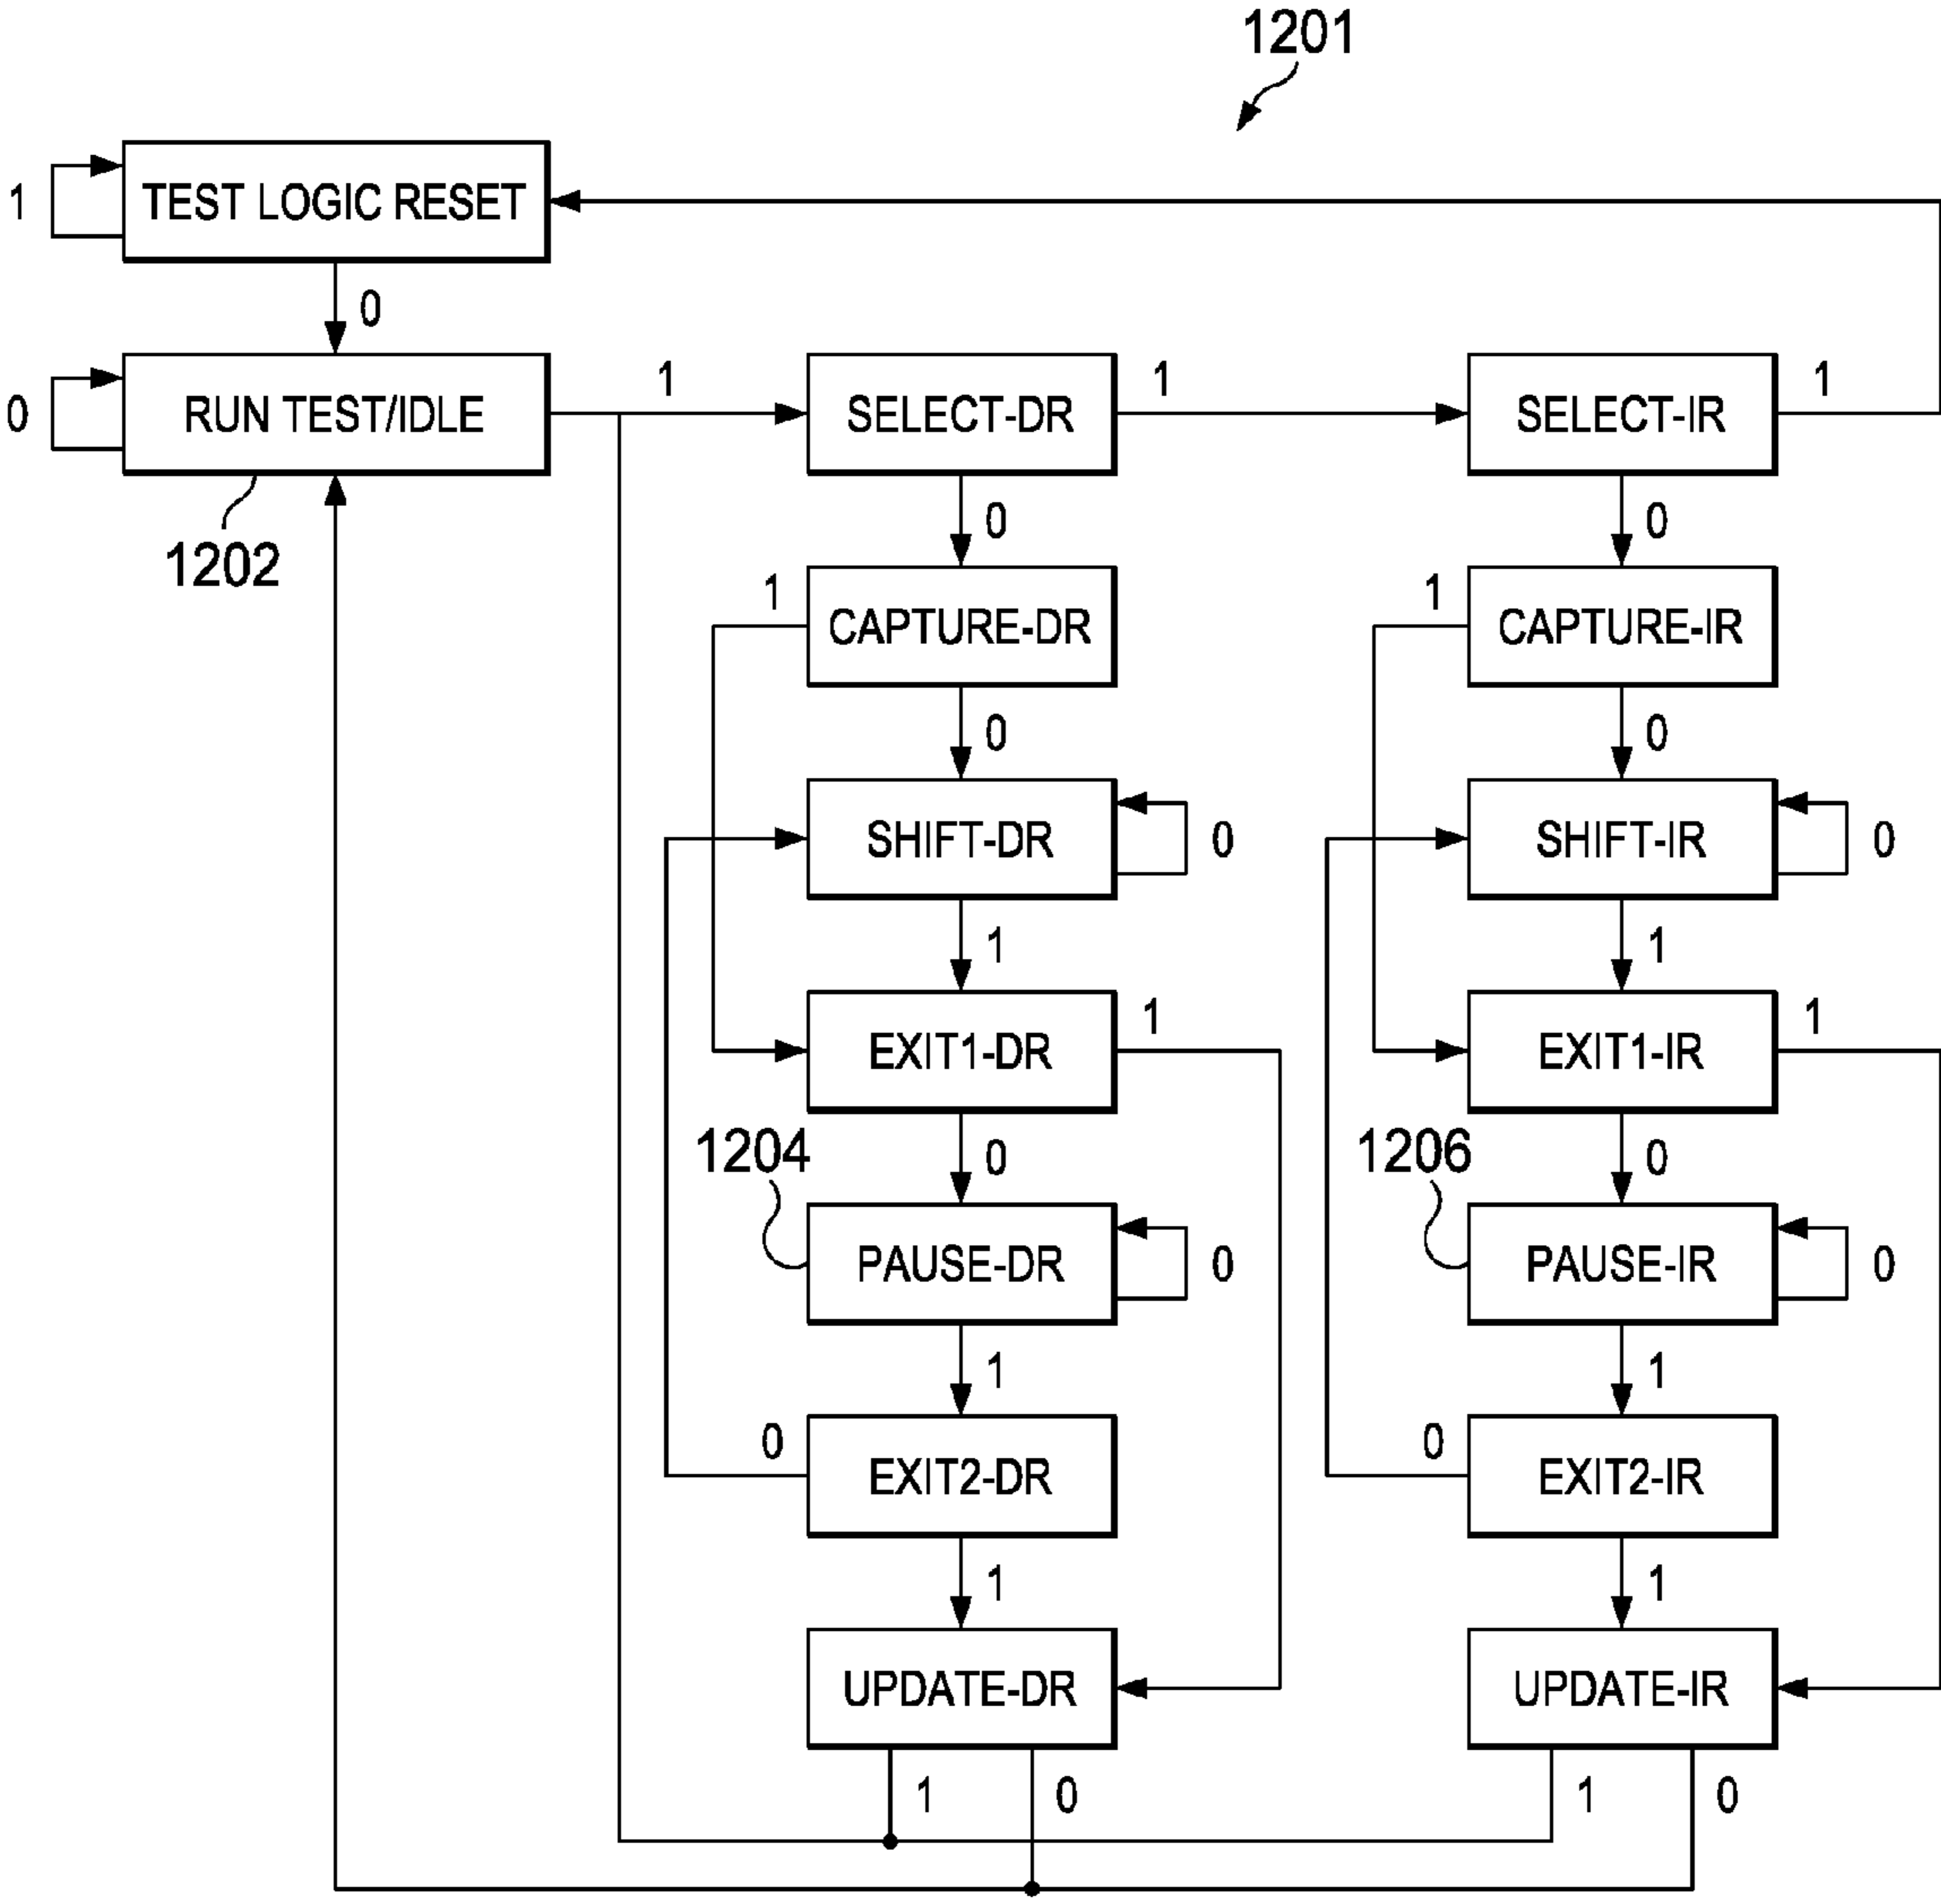 1201
1 TEST LOGIC RESET
0
0 RUN TEST/IDLE 1 SELECT-DR 1 SELECT-IR 1
1202
0 0
1 CAPTURE-DR 1 CAPTURE-IR
0 0
SHIFT-DR 0 SHIFT-IR 0
1 1
EXIT1-DR 1 EXIT1-IR 1
1204 0 1206 0
PAUSE-DR 0 PAUSE-IR 0
1 1
0 EXIT2-DR 0 EXIT2-IR
1 1
UPDATE-DR UPDATE-IR
1 0 1 0